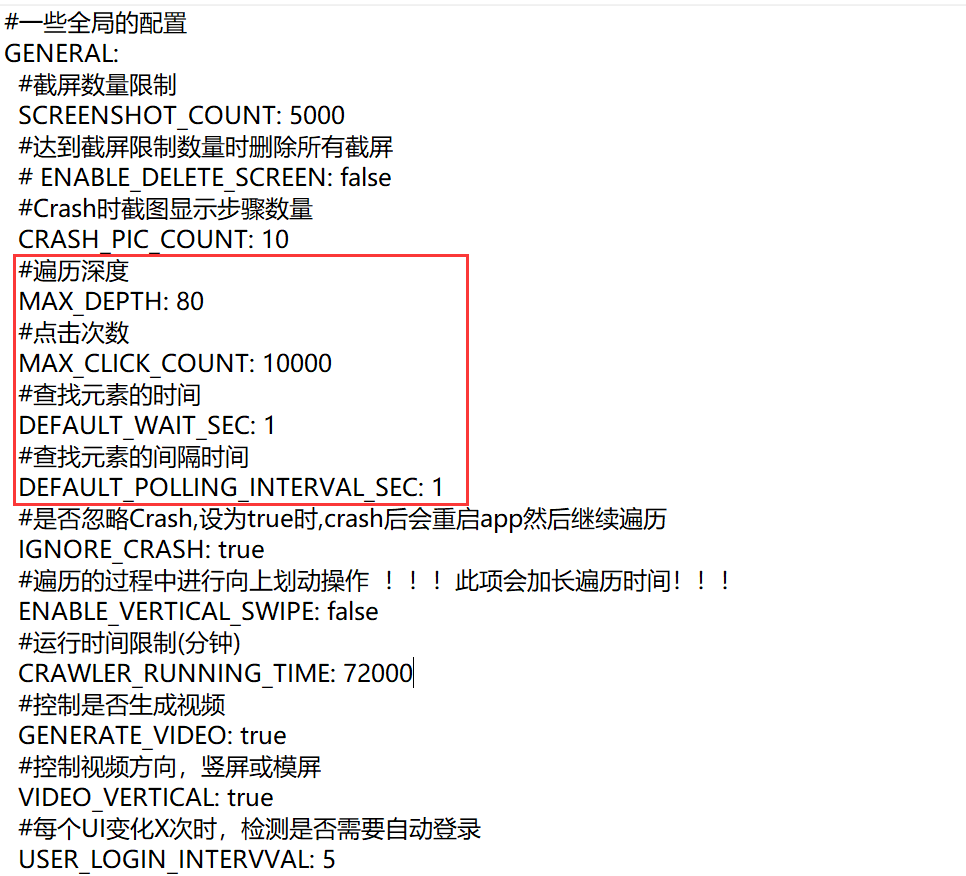 #一些全局的配置
GENERAL:
#截屏数量限制
SCREENSHOT_COUNT: 5000
#达到截屏限制数量时删除所有截屏
# ENABLE_DELETE_SCREEN: false
#Crash时截图显示步骤数量
CRASH_PIC_COUNT: 10
#遍历深度
MAX_DEPTH: 80
#点击次数
MAX_CLICK_COUNT: 10000
#查找元素的时间
DEFAULT_WAIT_SEC: 1
#查找元素的间隔时间
DEFAULT_POLLING_INTERVAL_SEC: 1
#是否忽略Crash,设为true时,crash后会重启app然后继续遍历
IGNORE_CRASH: true
#遍历的过程中进行向上划动操作 ！！！此项会加长遍历时间！！！
ENABLE_VERTICAL_SWIPE: false
#运行时间限制(分钟)
CRAWLER_RUNNING_TIME: 72000
#控制是否生成视频
GENERATE_VIDEO: true
#控制视频方向，竖屏或模屏
VIDEO_VERTICAL: true
#每个UI变化X次时，检测是否需要自动登录
USER_LOGIN_INTERVVAL: 5